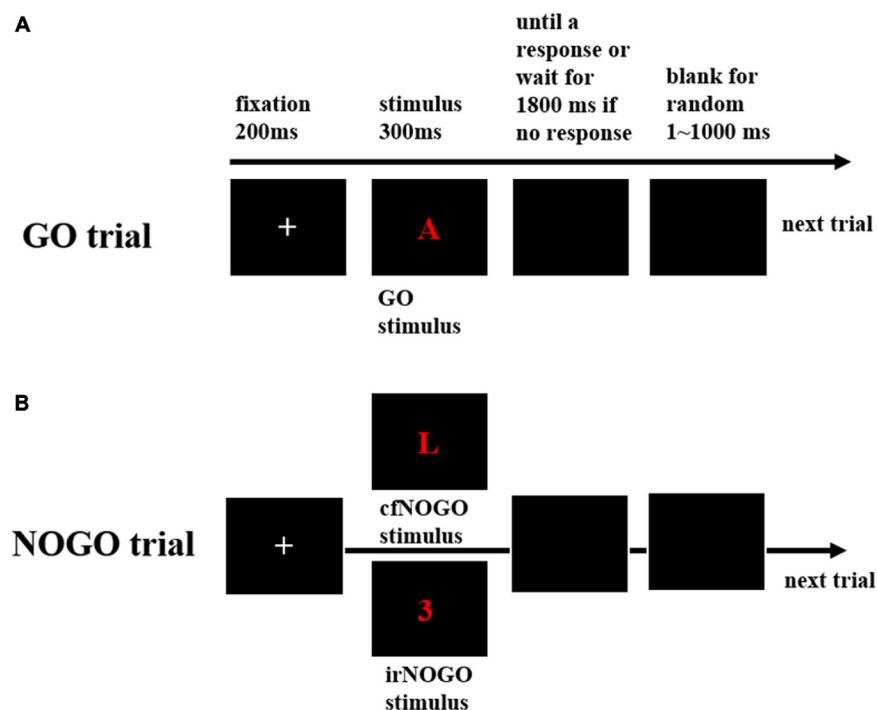 A
fixation
200ms
stimulus
300ms
until a
response or
wait for
1800 ms if
no response
blank for
random
1~1000 ms
GO trial
+
A
next trial
GO
stimulus
B
L
cfNOGO
stimulus
NOGO trial
+
next trial
3
irNOGO
stimulus